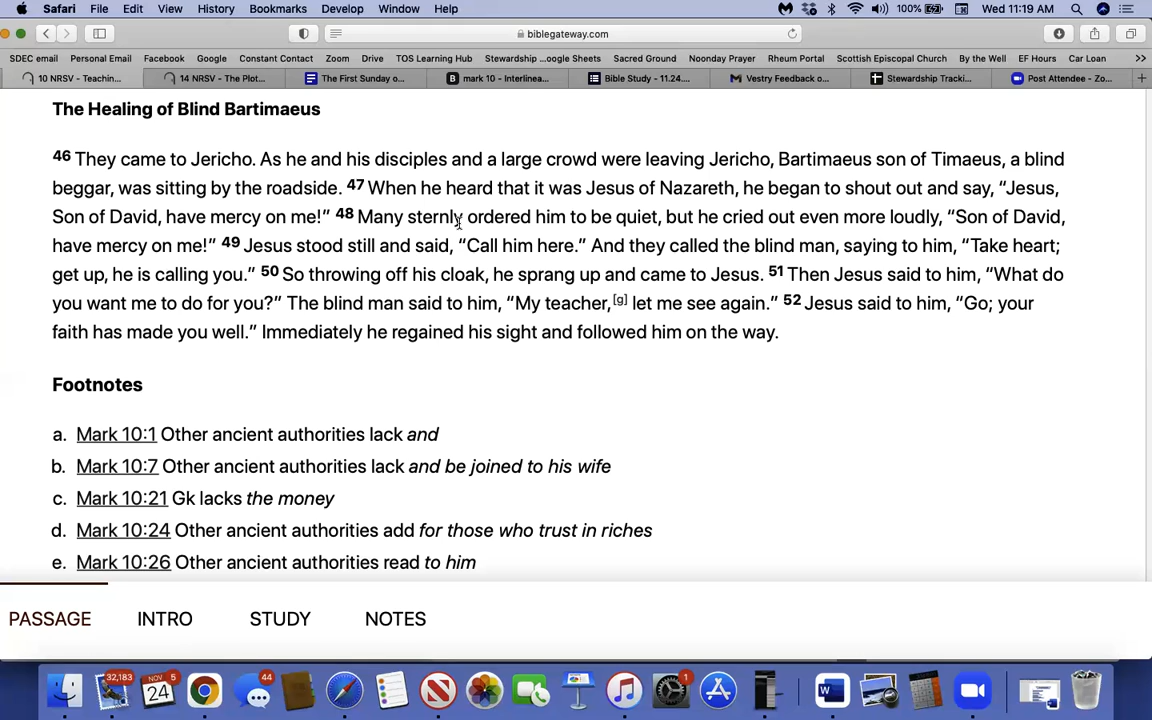 Safari File Edit View History Bookmarks Develop Window Help 100% Wed 11:19 AM
biblegateway.com
SDEC email Personal Email Facebook Google Constant Contact Zoom Drive TOS Learning Hub Stewardship ...oogle Sheets Sacred Ground Noonday Prayer Rheum Portal Scottish Episcopal Church By the Well EF Hours Car Loan >>
10 NRSV - Teachin... 14 NRSV - The Plot... The First Sunday o... mark 10 - Interlinea... Bible Study - 11.24.... Vestry Feedback o... Stewardship Tracki... Post Attendee - Zo...
The Healing of Blind Bartimaeus
46 They came to Jericho. As he and his disciples and a large crowd were leaving Jericho, Bartimaeus son of Timaeus, a blind
beggar, was sitting by the roadside. 47 When he heard that it was Jesus of Nazareth, he began to shout out and say, “Jesus,
Son of David, have mercy on me!” 48 Many sternly ordered him to be quiet, but he cried out even more loudly, “Son of David,
have mercy on me!” 49 Jesus stood still and said, “Call him here.” And they called the blind man, saying to him, “Take heart;
get up, he is calling you.” 50 So throwing off his cloak, he sprang up and came to Jesus. 51 Then Jesus said to him, “What do
you want me to do for you?” The blind man said to him, “My teacher,[g] let me see again.” 52 Jesus said to him, “Go; your
faith has made you well.” Immediately he regained his sight and followed him on the way.
Footnotes
a. Mark 10:1 Other ancient authorities lack and
b. Mark 10:7 Other ancient authorities lack and be joined to his wife
c. Mark 10:21 Gk lacks the money
d. Mark 10:24 Other ancient authorities add for those who trust in riches
e. Mark 10:26 Other ancient authorities read to him
PASSAGE INTRO STUDY NOTES
32,183 NOV 5 24 44 1